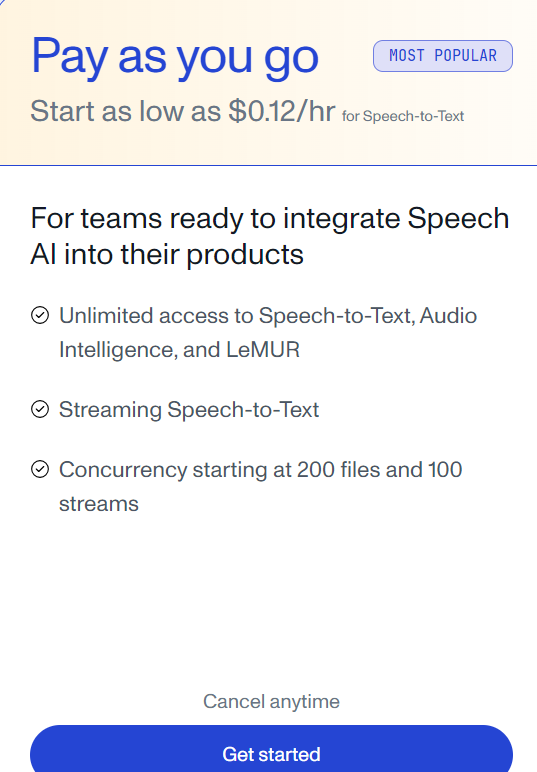 Pay as you go
MOST POPULAR
Start as low as $0.12/hr for Speech-to-Text
For teams ready to integrate Speech
AI into their products
Unlimited access to Speech-to-Text, Audio
Intelligence, and LeMUR
Streaming Speech-to-Text
Concurrency starting at 200 files and 100
streams
Cancel anytime
Get started